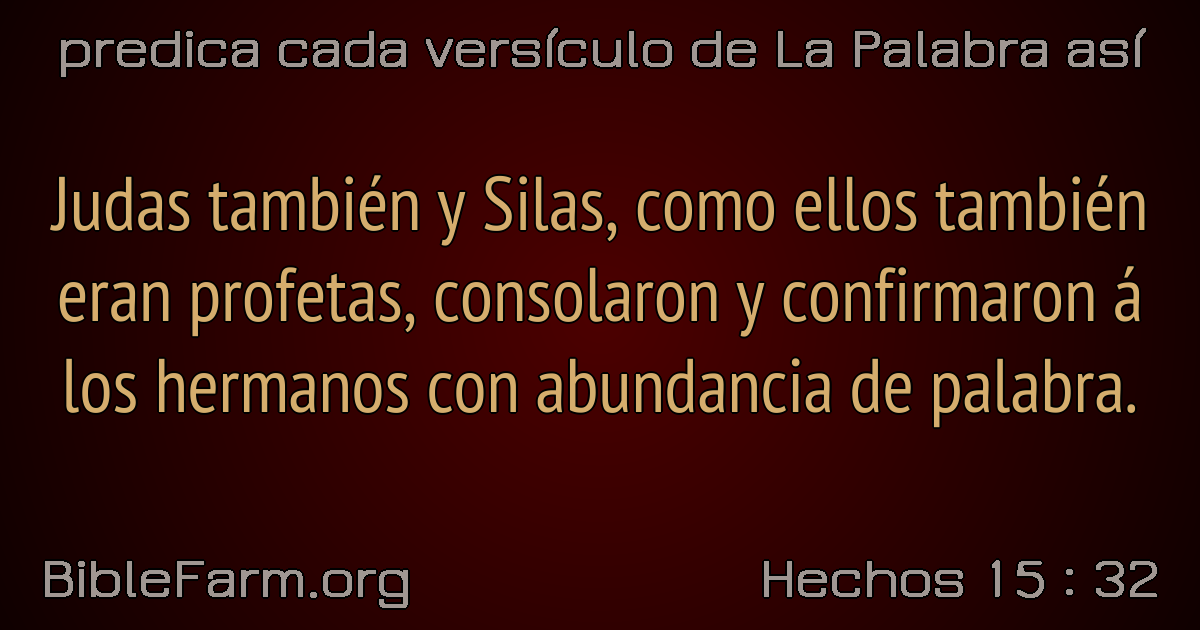 predica cada versículo de La Palabra así
Judas también y Silas, como ellos también
eran profetas, consolaron y confirmaron á
los hermanos con abundancia de palabra.
BibleFarm.org
Hechos 15 : 32